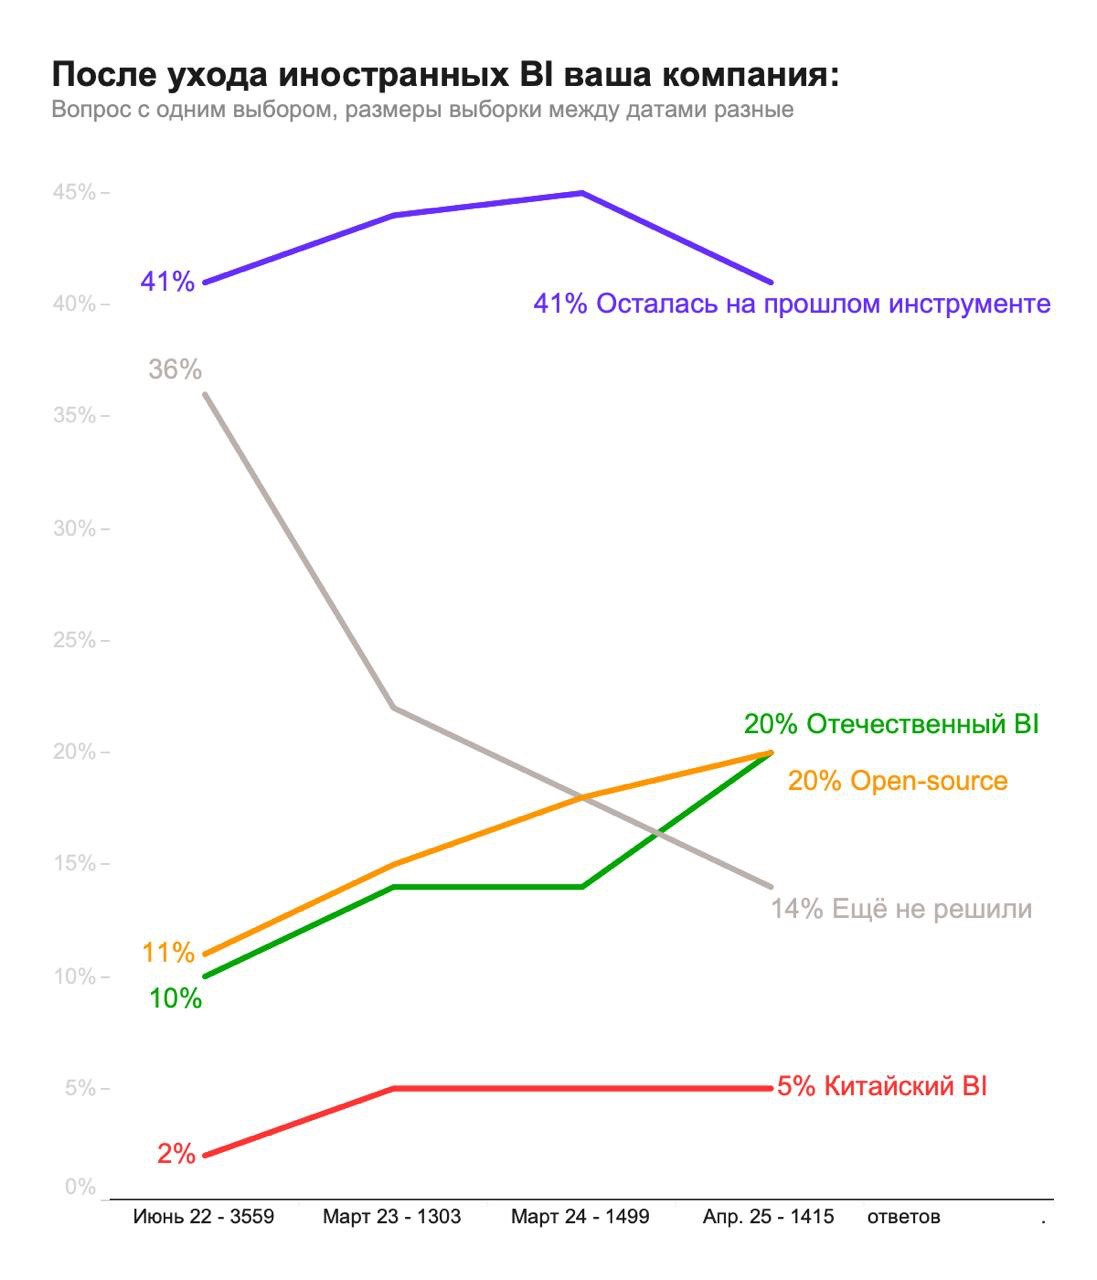 После ухода иностранных BI ваша компания:
Вопрос с одним выбором, размеры выборки между датами разные
45%
41%
40%
41% Осталась на прошлом инструменте
36%
35%
30%
25%
20% Отечественный BI
20%
20% Open-source
15%
14% Ещё не решили
11%
10%
10%
5%
5% Китайский BI
2%
0%
Июнь 22 - 3559 Март 23 - 1303 Март 24 - 1499 Апр. 25 - 1415 ответов .